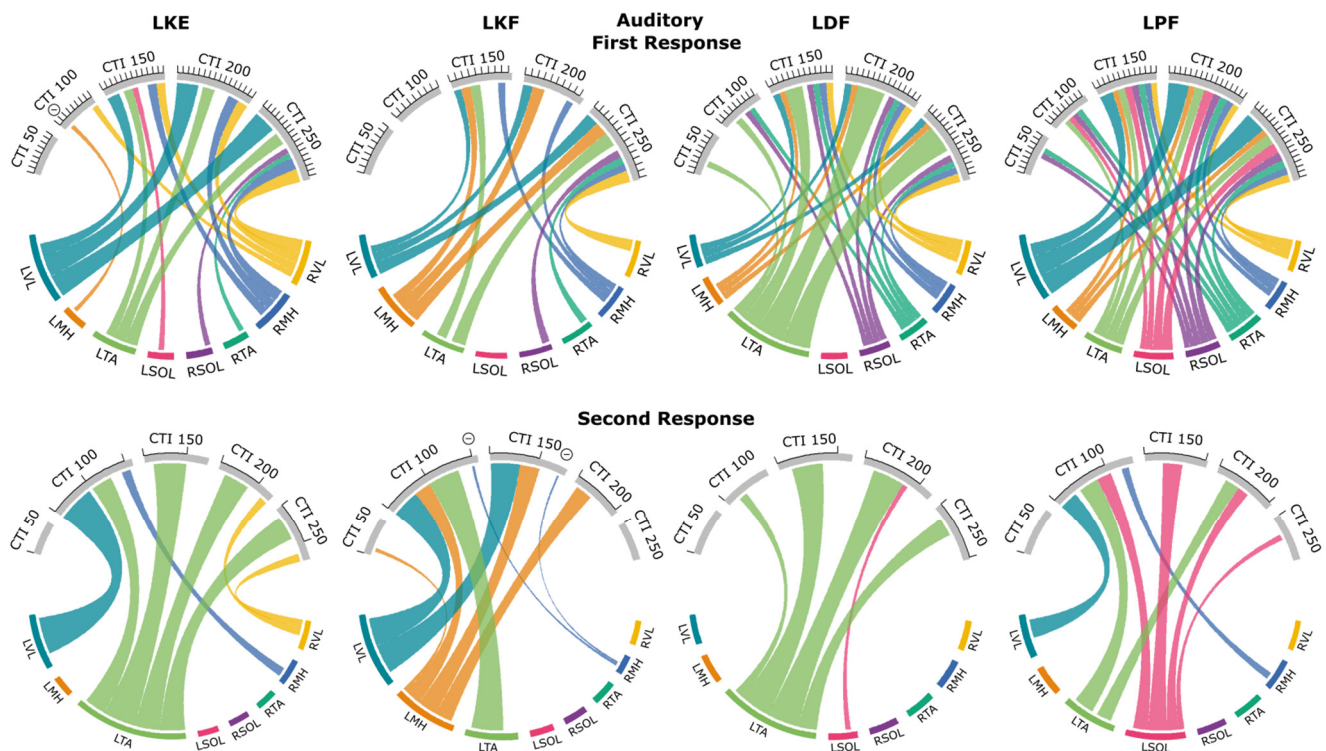 LKE
LKF
Auditory
First Response
LDF
LPF
CTI 50
⊖
CTI 100
CTI 150
CTI 200
CTI 250
LVL
LMH
LTA
LSOL
RSOL
RTA
RMH
RVL
CTI 50
CTI 100
CTI 150
CTI 200
CTI 250
LVL
LMH
LTA
LSOL
RSOL
RTA
RMH
RVL
CTI 50
CTI 100
CTI 150
CTI 200
CTI 250
LVL
LMH
LTA
LSOL
RSOL
RTA
RMH
RVL
CTI 50
CTI 100
CTI 150
CTI 200
CTI 250
LVL
LMH
LTA
LSOL
RSOL
RTA
RMH
RVL
Second Response
CTI 50
CTI 100
CTI 150
CTI 200
CTI 250
LVL
LMH
LTA
LSOL
RSOL
RTA
RMH
RVL
CTI 50
CTI 100
⊖
CTI 150
⊖
CTI 200
CTI 250
LVL
LMH
LTA
LSOL
RSOL
RTA
RMH
RVL
CTI 50
CTI 100
CTI 150
CTI 200
CTI 250
LVL
LMH
LTA
LSOL
RSOL
RTA
RMH
RVL
CTI 50
CTI 100
CTI 150
CTI 200
CTI 250
LVL
LMH
LTA
LSOL
RSOL
RTA
RMH
RVL